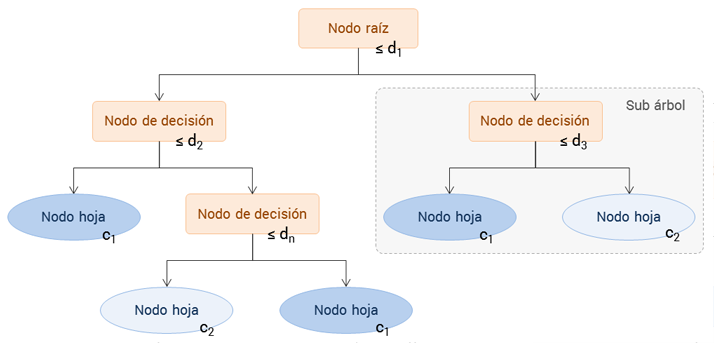 Nodo raíz
≤ d1
Sub árbol
Nodo de decisión
≤ d2
Nodo de decisión
≤ d3
Nodo hoja
c1
Nodo de decisión
≤ dn
Nodo hoja
c1
Nodo hoja
c2
Nodo hoja
c2
Nodo hoja
c1